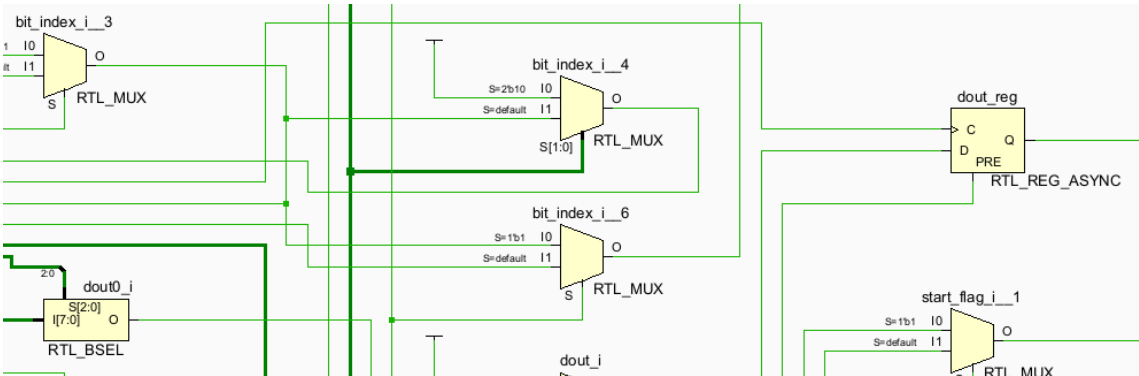 bit_index_i__3
1 I0
I1
O
S
RTL_MUX
bit_index_i__4
S=2'b10 I0
S=default I1
O
S[1:0]
RTL_MUX
dout_reg
C
D
Q
PRE
RTL_REG_ASYNC
bit_index_i__6
S=1'b1 I0
S=default I1
O
S
RTL_MUX
2:0
dout0_i
S[2:0]
I[7:0] O
RTL_BSEL
dout_i
start_flag_i__1
S=1'b1 I0
S=default I1
O
RTL_MUX